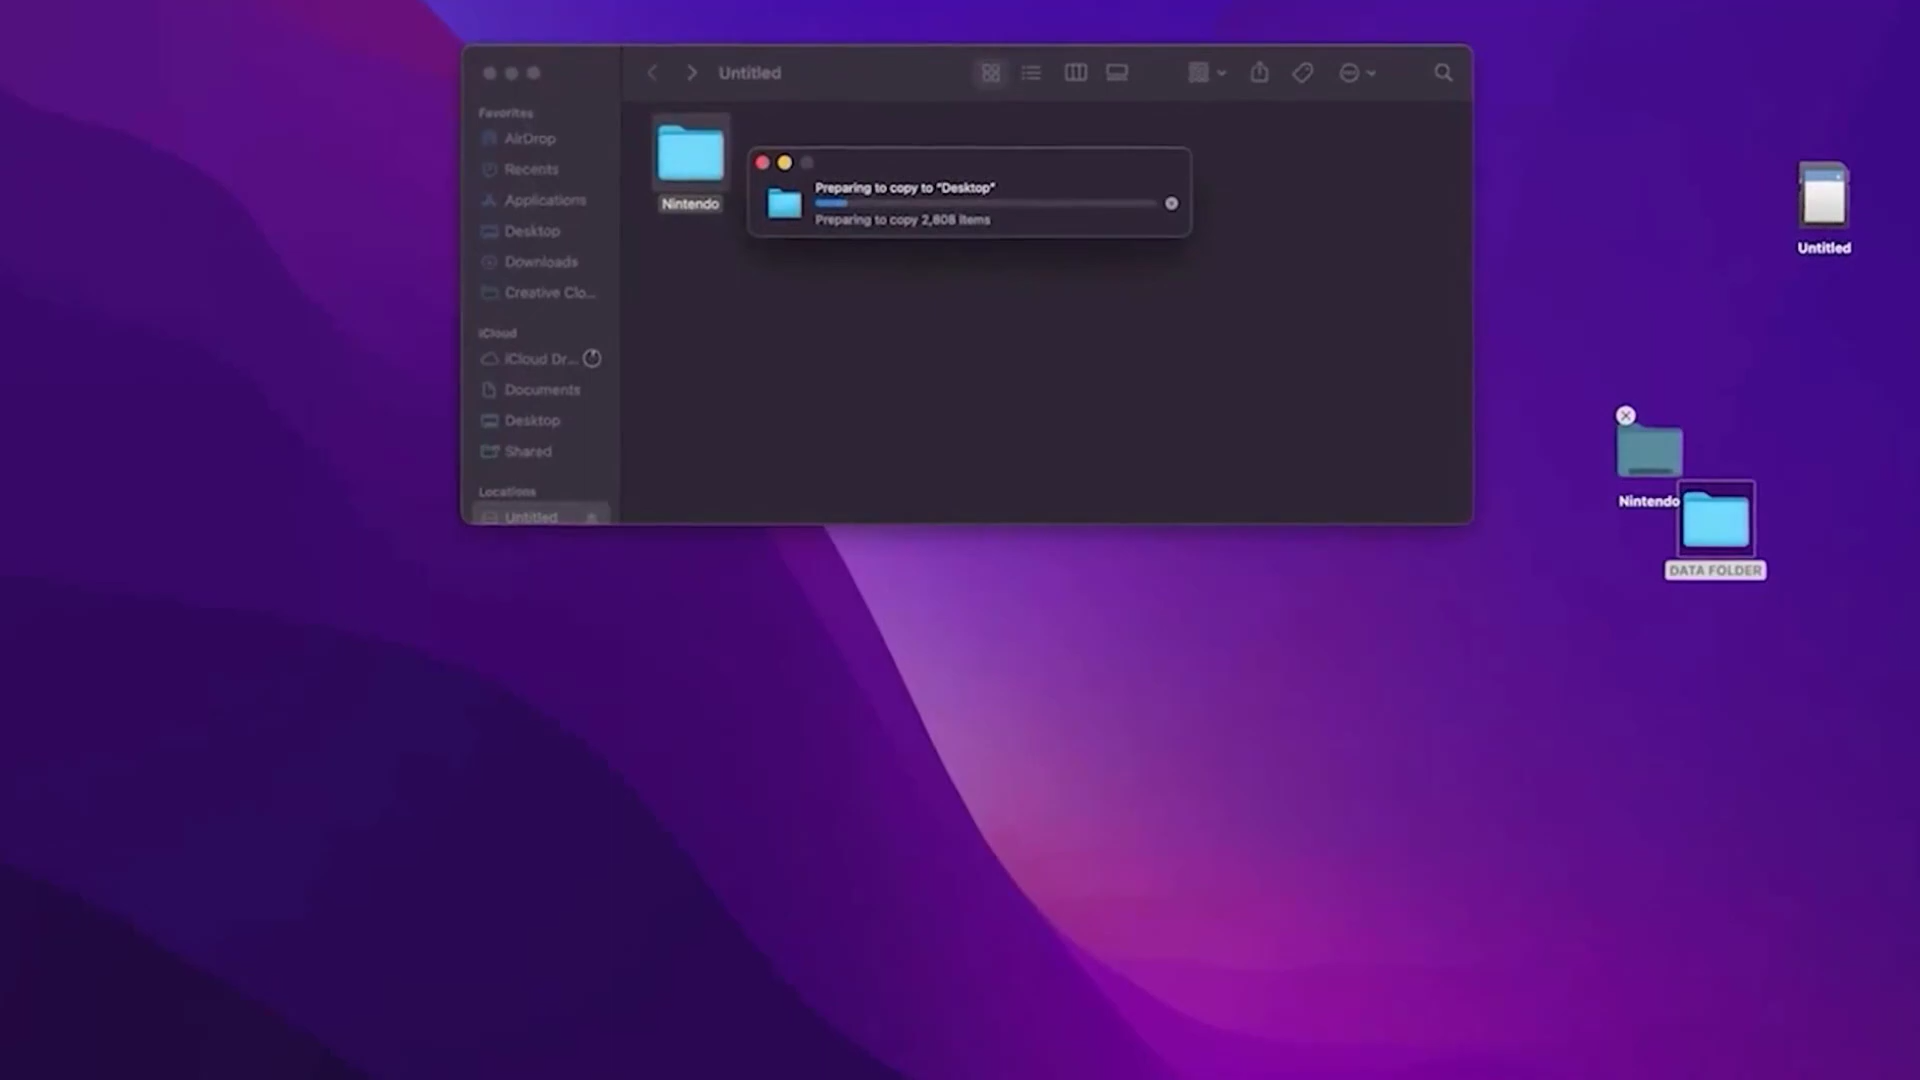 Untitled
Favorites
AirDrop
Recents
Applications
Desktop
Downloads
Creative Clo...
iCloud
iCloud Dr...
Documents
Desktop
Shared
Locations
Untitled
Nintendo
Preparing to copy to “Desktop”
Preparing to copy 2,808 items
Untitled
Nintendo
DATA FOLDER